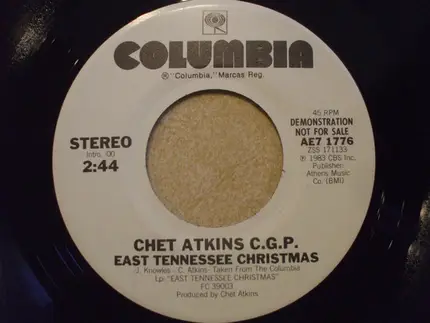 COLUMBIA
® "Columbia," Marcas Reg.
STEREO
Intro. :00
2:44
45 RPM
DEMONSTRATION
NOT FOR SALE
AE7 1776
ZSS 171133
℗ 1983 CBS Inc.
Publisher:
Athens Music
Co. (BMI)
CHET ATKINS C.G.P.
EAST TENNESSEE CHRISTMAS
J. Knowles - C. Atkins - Taken From The Columbia
Lp: "EAST TENNESSEE CHRISTMAS"
FC 39003
Produced by Chet Atkins